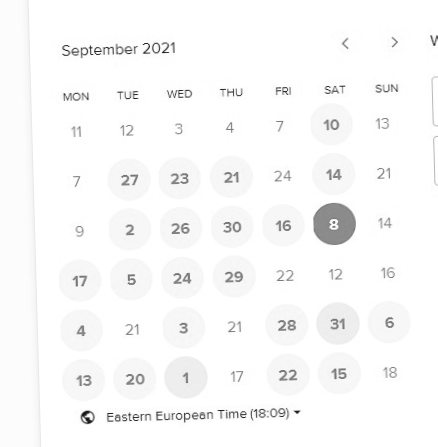 September 2021
MON TUE WED THU FRI SAT SUN
11 12 3 4 7 10 13
7 27 23 21 24 14 21
9 2 26 30 16 8 14
17 5 24 29 22 12 16
4 21 3 21 28 31 6
13 20 1 17 22 15 18
Eastern European Time (18:09)